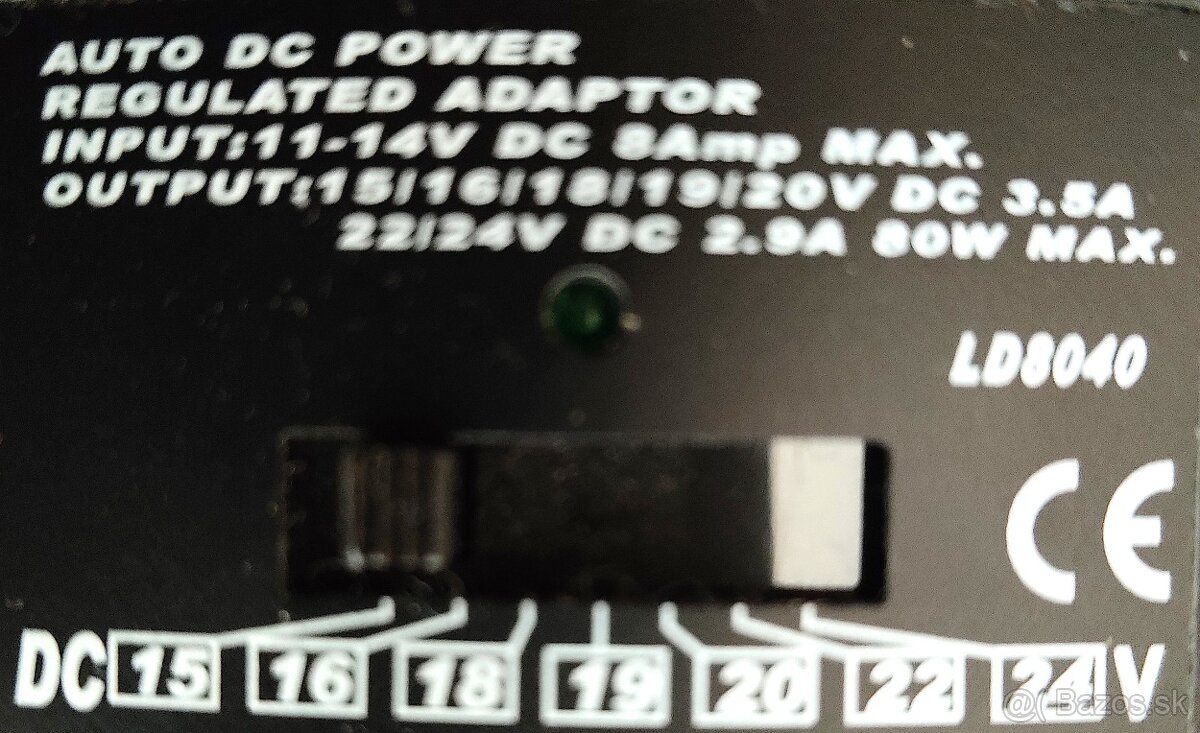 AUTO DC POWER
REGULATED ADAPTOR
INPUT:11-14V DC 8Amp MAX.
OUTPUT:15/16/18/19/20V DC 3.5A
22/24V DC 2.9A 80W MAX.
LD8040
CE
DC 15 16 18 19 20 22 24 V
@( Bazos.sk